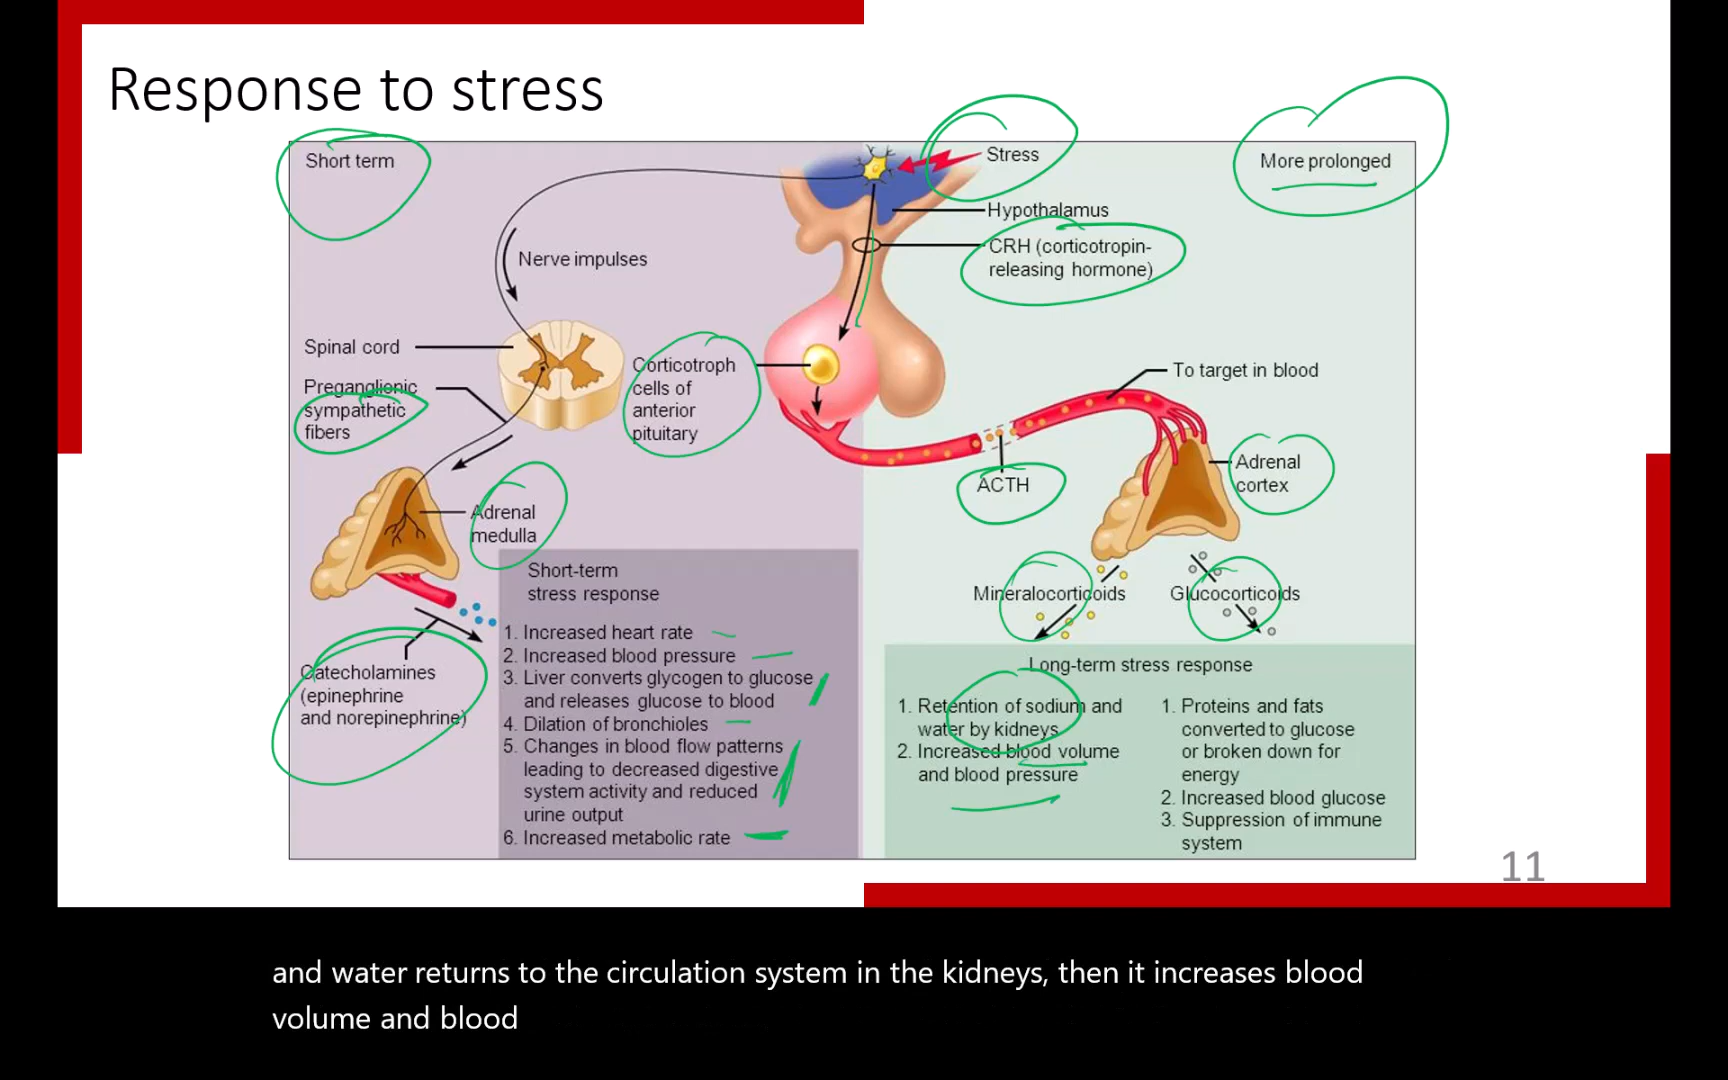 Response to stress
Short term
Stress
More prolonged
Hypothalamus
CRH (corticotropin-
releasing hormone)
Nerve impulses
Spinal cord
Preganglionic
sympathetic
fibers
Corticotroph
cells of
anterior
pituitary
To target in blood
Adrenal
cortex
ACTH
Adrenal
medulla
Mineralocorticoids
Glucocorticoids
Catecholamines
(epinephrine
and norepinephrine)
Short-term
stress response
1. Increased heart rate
2. Increased blood pressure
3. Liver converts glycogen to glucose
and releases glucose to blood
4. Dilation of bronchioles
5. Changes in blood flow patterns
leading to decreased digestive
system activity and reduced
urine output
6. Increased metabolic rate
Long-term stress response
1. Retention of sodium and
water by kidneys
2. Increased blood volume
and blood pressure
1. Proteins and fats
converted to glucose
or broken down for
energy
2. Increased blood glucose
3. Suppression of immune
system
11
and water returns to the circulation system in the kidneys, then it increases blood
volume and blood